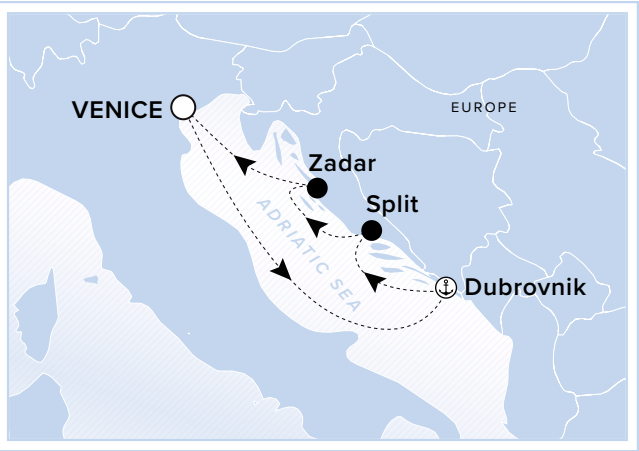 VENICE
EUROPE
Zadar
Split
ADRIATIC SEA
Dubrovnik